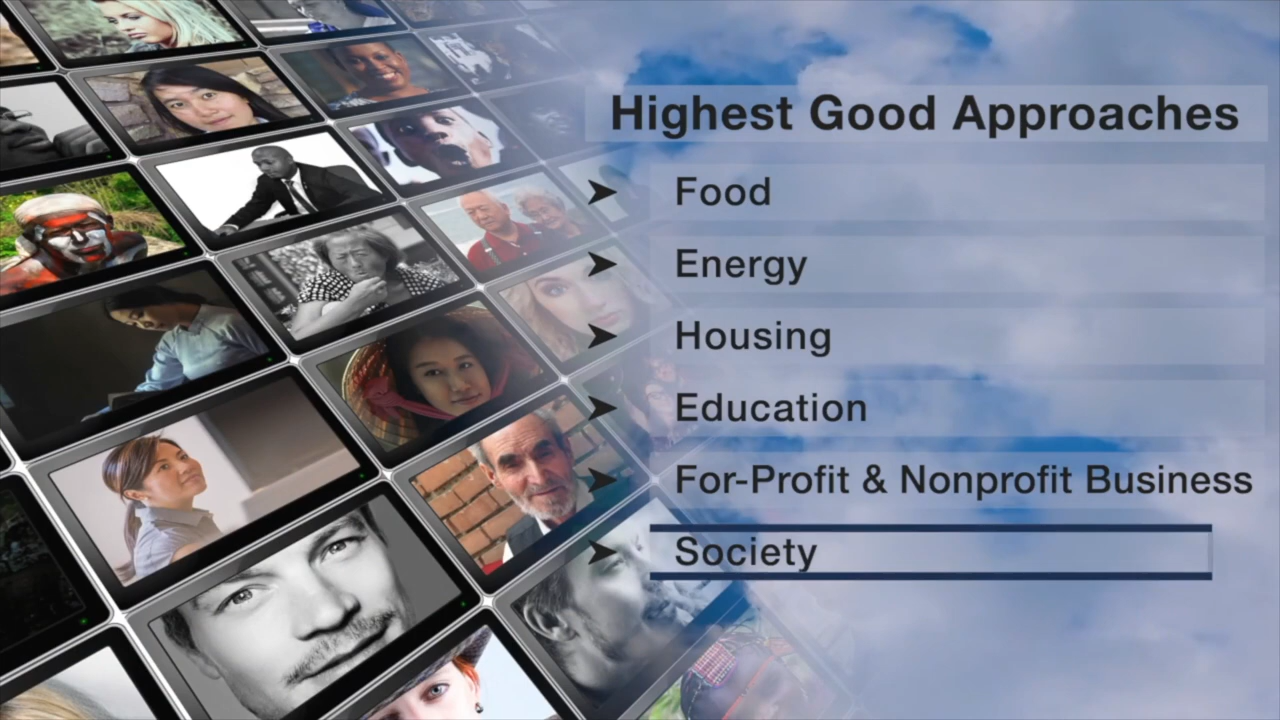 Highest Good Approaches
Food
Energy
Housing
Education
For-Profit & Nonprofit Business
Society